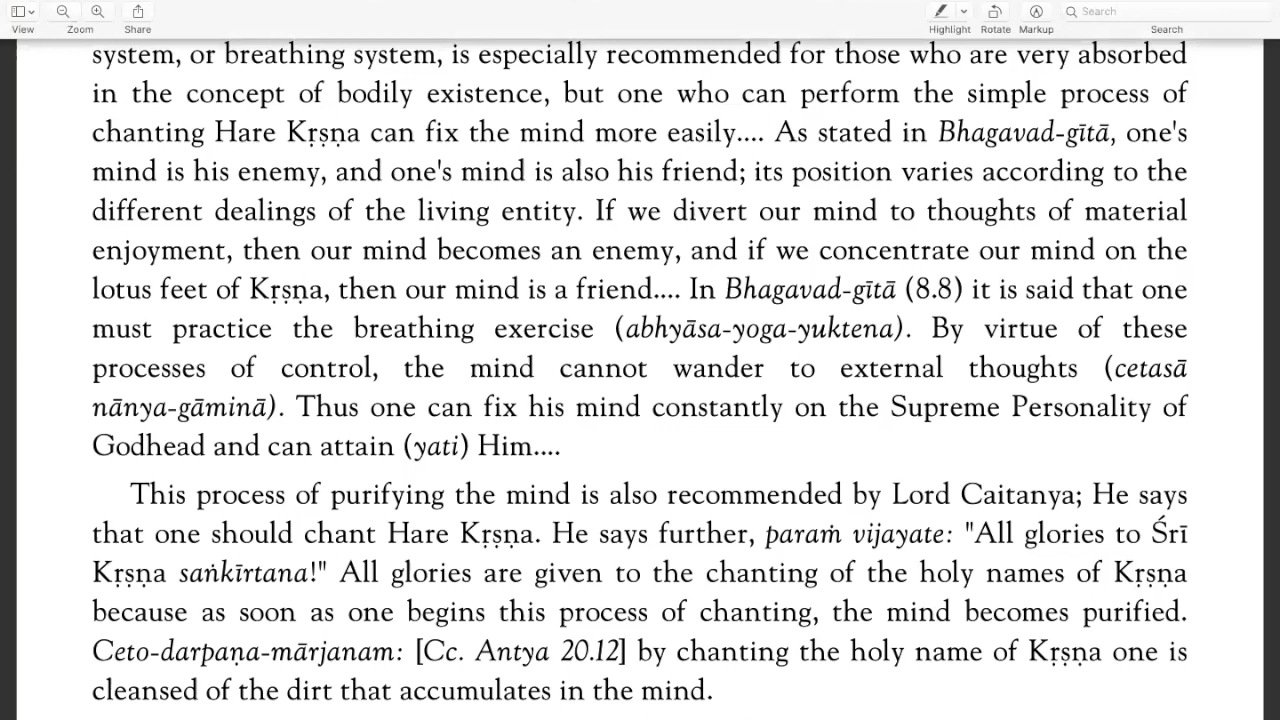 View
Zoom
Share
Highlight
Rotate
Markup
Search
Search
system, or breathing system, is especially recommended for those who are very absorbed
in the concept of bodily existence, but one who can perform the simple process of
chanting Hare Kṛṣṇa can fix the mind more easily.... As stated in Bhagavad-gītā, one's
mind is his enemy, and one's mind is also his friend; its position varies according to the
different dealings of the living entity. If we divert our mind to thoughts of material
enjoyment, then our mind becomes an enemy, and if we concentrate our mind on the
lotus feet of Kṛṣṇa, then our mind is a friend.... In Bhagavad-gītā (8.8) it is said that one
must practice the breathing exercise (abhyāsa-yoga-yuktena). By virtue of these
processes of control, the mind cannot wander to external thoughts (cetasā
nānya-gāminā). Thus one can fix his mind constantly on the Supreme Personality of
Godhead and can attain (yati) Him....
This process of purifying the mind is also recommended by Lord Caitanya; He says
that one should chant Hare Kṛṣṇa. He says further, paraṁ vijayate: "All glories to Śrī
Kṛṣṇa saṅkīrtana!" All glories are given to the chanting of the holy names of Kṛṣṇa
because as soon as one begins this process of chanting, the mind becomes purified.
Ceto-darpaṇa-mārjanam: [Cc. Antya 20.12] by chanting the holy name of Kṛṣṇa one is
cleansed of the dirt that accumulates in the mind.